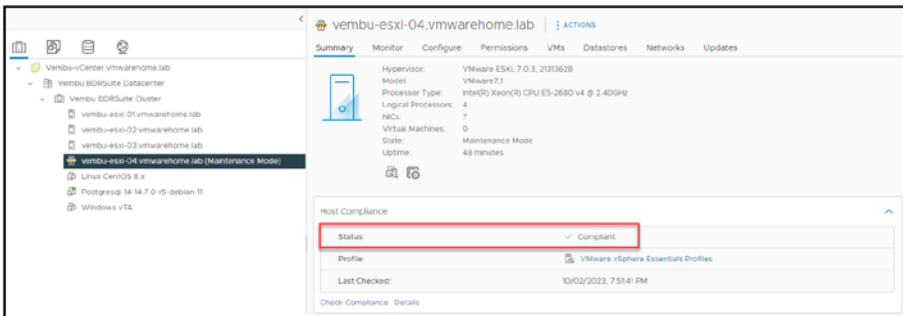 vembu-esxi-04.vmwarehome.lab
ACTIONS
Summary Monitor Configure Permissions VMs Datastores Networks Updates
Vembu-vCenter.vmwarehome.lab
Vembu BDRSuite Datacenter
Vembu BDRSuite Cluster
vembu-esxi-01.vmwarehome.lab
vembu-esxi-02.vmwarehome.lab
vembu-esxi-03.vmwarehome.lab
vembu-esxi-04.vmwarehome.lab (Maintenance Mode)
Linux CentOS 8.x
Postgresql-14-14.7.0-r5-debian-11
Windows vTA
Hypervisor: VMware ESXi, 7.0.3, 21313628
Model: VMware7,1
Processor Type: Intel(R) Xeon(R) CPU E5-2680 v4 @ 2.40GHz
Logical Processors: 4
NICs: 7
Virtual Machines: 0
State: Maintenance Mode
Uptime: 48 minutes
Host Compliance
Status: Compliant
Profile: VMware vSphere Essentials Profiles
Last Checked: 10/02/2023, 7:51:41 PM
Check Compliance Details